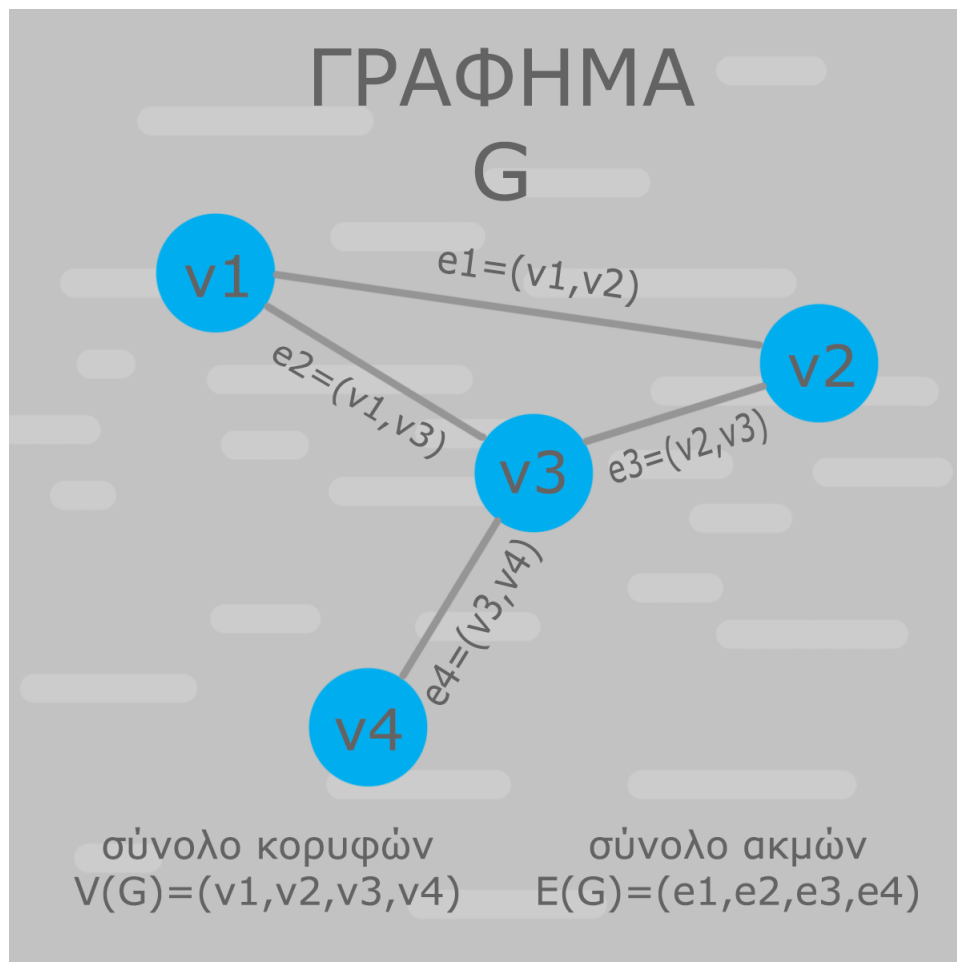 ΓΡΑΦΗΜΑ
G
v1
e1=(v1,v2)
v2
e2=(v1,v3)
v3
e3=(v2,v3)
e4=(v3,v4)
v4
σύνολο κορυφών
V(G)=(v1,v2,v3,v4)
σύνολο ακμών
E(G)=(e1,e2,e3,e4)